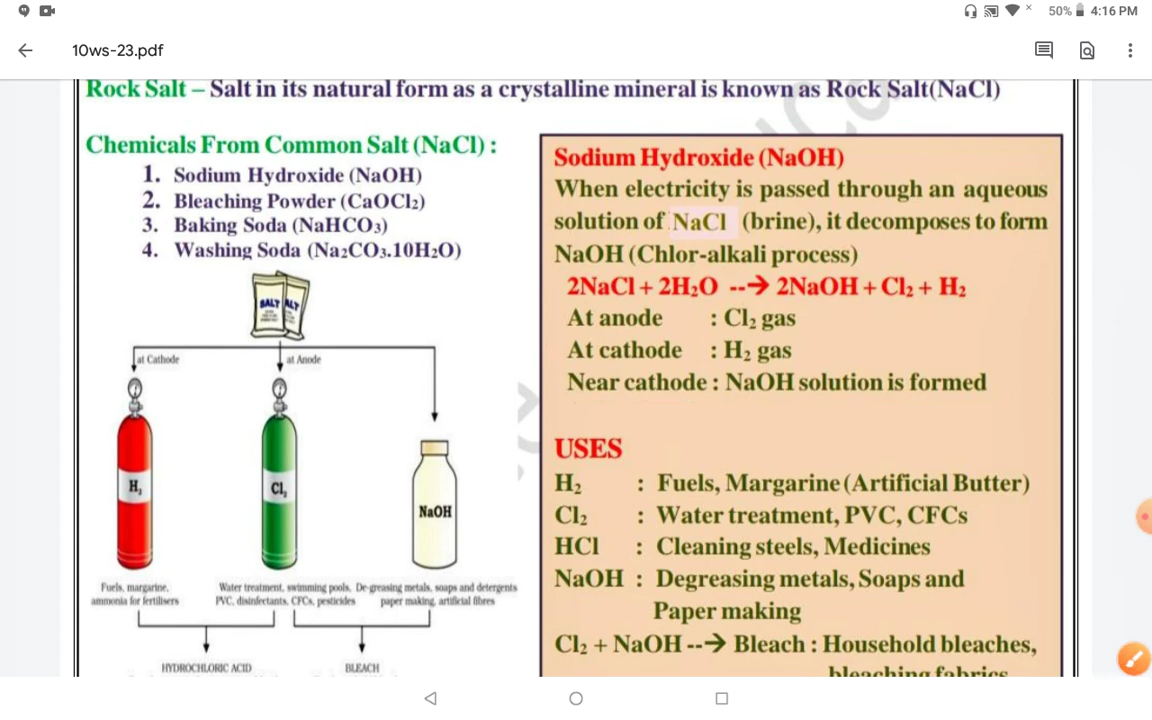 50% 4:16 PM
10ws-23.pdf
Rock Salt – Salt in its natural form as a crystalline mineral is known as Rock Salt(NaCl)
Chemicals From Common Salt (NaCl) :
1. Sodium Hydroxide (NaOH)
2. Bleaching Powder (CaOCl₂)
3. Baking Soda (NaHCO₃)
4. Washing Soda (Na₂CO₃.10H₂O)
SALT ALT
at Cathode at Anode
H₂ Cl₂ NaOH
Fuels, margarine, Water treatment, swimming pools, De-greasing metals, soaps and detergents
ammonia for fertilisers PVC, disinfectants, CFCs, pesticides paper making, artificial fibres
HYDROCHLORIC ACID BLEACH
Sodium Hydroxide (NaOH)
When electricity is passed through an aqueous
solution of NaCl (brine), it decomposes to form
NaOH (Chlor-alkali process)
2NaCl + 2H₂O --→ 2NaOH + Cl₂ + H₂
At anode : Cl₂ gas
At cathode : H₂ gas
Near cathode : NaOH solution is formed
USES
H₂ : Fuels, Margarine (Artificial Butter)
Cl₂ : Water treatment, PVC, CFCs
HCl : Cleaning steels, Medicines
NaOH : Degreasing metals, Soaps and
Paper making
Cl₂ + NaOH --→ Bleach : Household bleaches,
bleaching fabrics